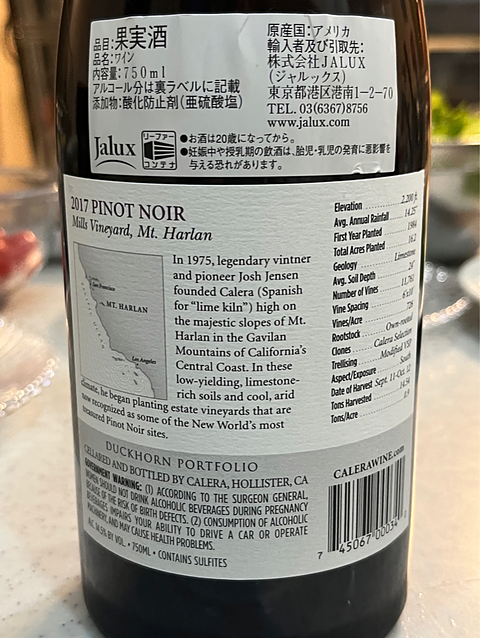 品目:果実酒
品名:ワイン
内容量:750ml
アルコール分は裏ラベルに記載
添加物:酸化防止剤(亜硫酸塩)
原産国:アメリカ
輸入者及び引取先:
株式会社JALUX
(ジャルックス)
東京都港区港南1-2-70
TEL. 03(6367)8756
www.jalux.com
Jalux
リーファー
コンテナ
●お酒は20歳になってから。
●妊娠中や授乳期の飲酒は、胎児・乳児の発育に悪影響を
与える恐れがあります。
2017 PINOT NOIR
Mills Vineyard, Mt. Harlan
San Francisco
MT. HARLAN
Los Angeles
In 1975, legendary vintner
and pioneer Josh Jensen
founded Calera (Spanish
for “lime kiln”) high on
the majestic slopes of Mt.
Harlan in the Gavilan
Mountains of California’s
Central Coast. In these
low-yielding, limestone-
rich soils and cool, arid
climate, he began planting estate vineyards that are
now recognized as some of the New World’s most
treasured Pinot Noir sites.
Elevation 2,200 ft
Avg. Annual Rainfall 14.25"
First Year Planted 1984
Total Acres Planted
Geology Limestone
Avg. Soil Depth
Number of Vines
Vine Spacing
Vines/Acre 726
Rootstock Own-rooted
Clones Calera Selection
Trellising Modified VSP
Aspect/Exposure South
Date of Harvest Sept. 11-Oct. 12
Tons Harvested
Tons/Acre
DUCKHORN PORTFOLIO
CELLARED AND BOTTLED BY CALERA, HOLLISTER, CA
GOVERNMENT WARNING: (1) ACCORDING TO THE SURGEON GENERAL,
WOMEN SHOULD NOT DRINK ALCOHOLIC BEVERAGES DURING PREGNANCY
BECAUSE OF THE RISK OF BIRTH DEFECTS. (2) CONSUMPTION OF ALCOHOLIC
BEVERAGES IMPAIRS YOUR ABILITY TO DRIVE A CAR OR OPERATE
MACHINERY, AND MAY CAUSE HEALTH PROBLEMS.
ALC. 14.5% BY VOL. • 750ML • CONTAINS SULFITES
CALERAWINE.com
7 45067 00034